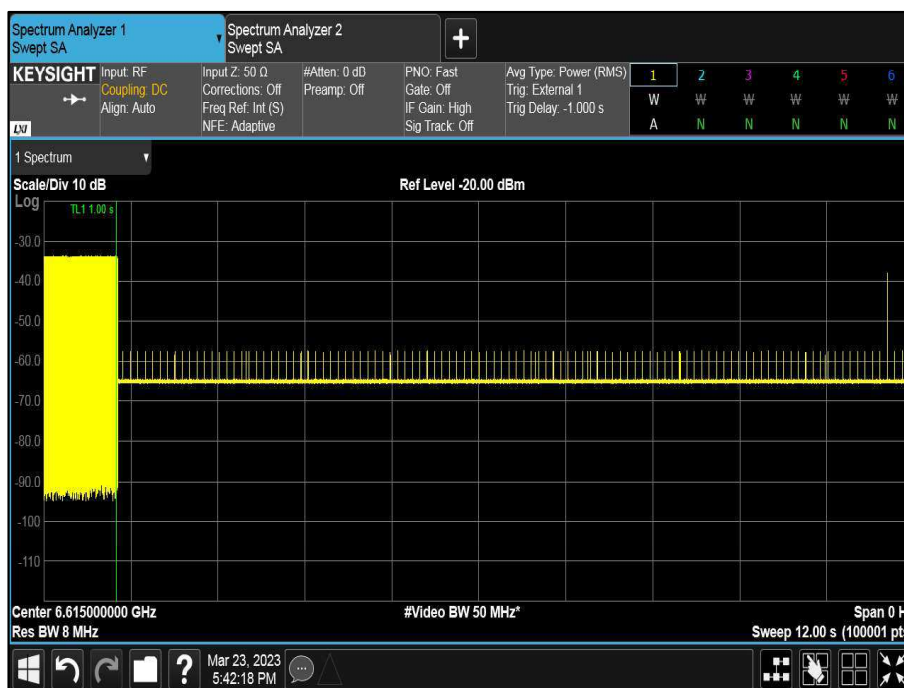 Spectrum Analyzer 1
Swept SA
Spectrum Analyzer 2
Swept SA
KEYSIGHT
LXI
Input: RF
Coupling: DC
Align: Auto
Input Z: 50 Ω
Corrections: Off
Freq Ref: Int (S)
NFE: Adaptive
#Atten: 0 dB
Preamp: Off
PNO: Fast
Gate: Off
IF Gain: High
Sig Track: Off
Avg Type: Power (RMS)
Trig: External 1
Trig Delay: -1.000 s
1 2 3 4 5 6
W W W W W W
A N N N N N
1 Spectrum
Scale/Div 10 dB
Ref Level -20.00 dBm
Log
TL1 1.00 s
-30.0
-40.0
-50.0
-60.0
-70.0
-80.0
-90.0
-100
-110
Center 6.615000000 GHz
#Video BW 50 MHz*
Span 0 H
Res BW 8 MHz
Sweep 12.00 s (100001 pts
Mar 23, 2023
5:42:18 PM